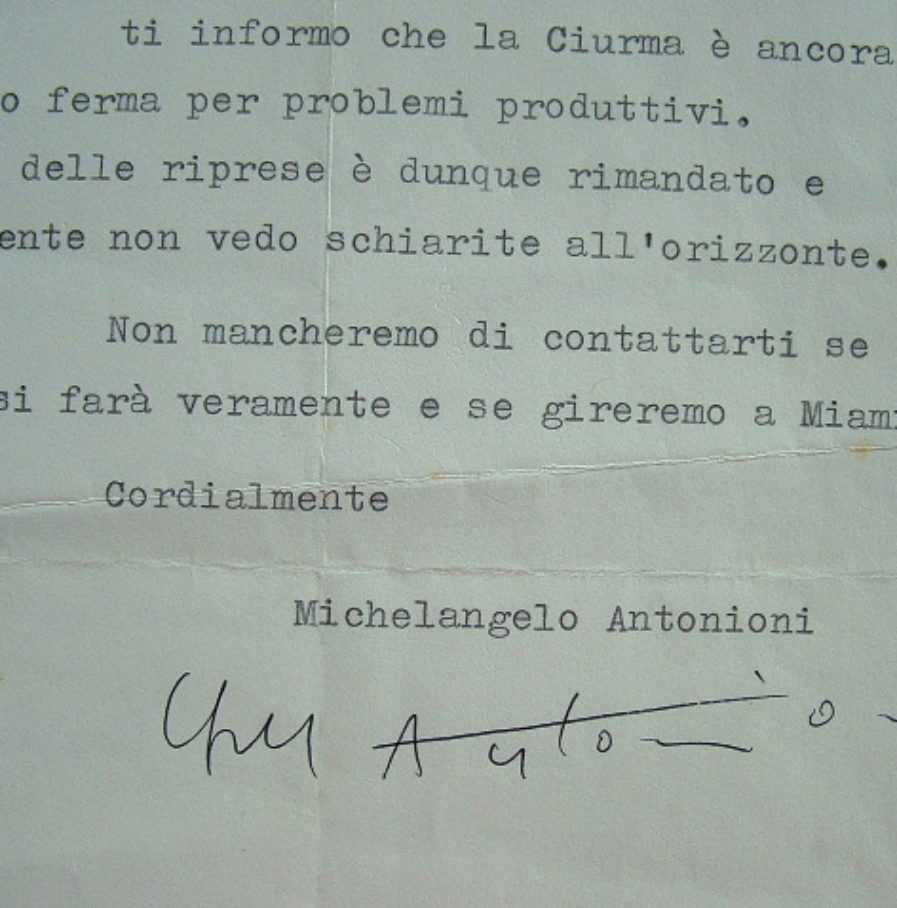 ti informo che la Ciurma è ancora
o ferma per problemi produttivi.
delle riprese è dunque rimandato e
ente non vedo schiarite all'orizzonte.
Non mancheremo di contattarti se
si farà veramente e se gireremo a Miami
Cordialmente
Michelangelo Antonioni